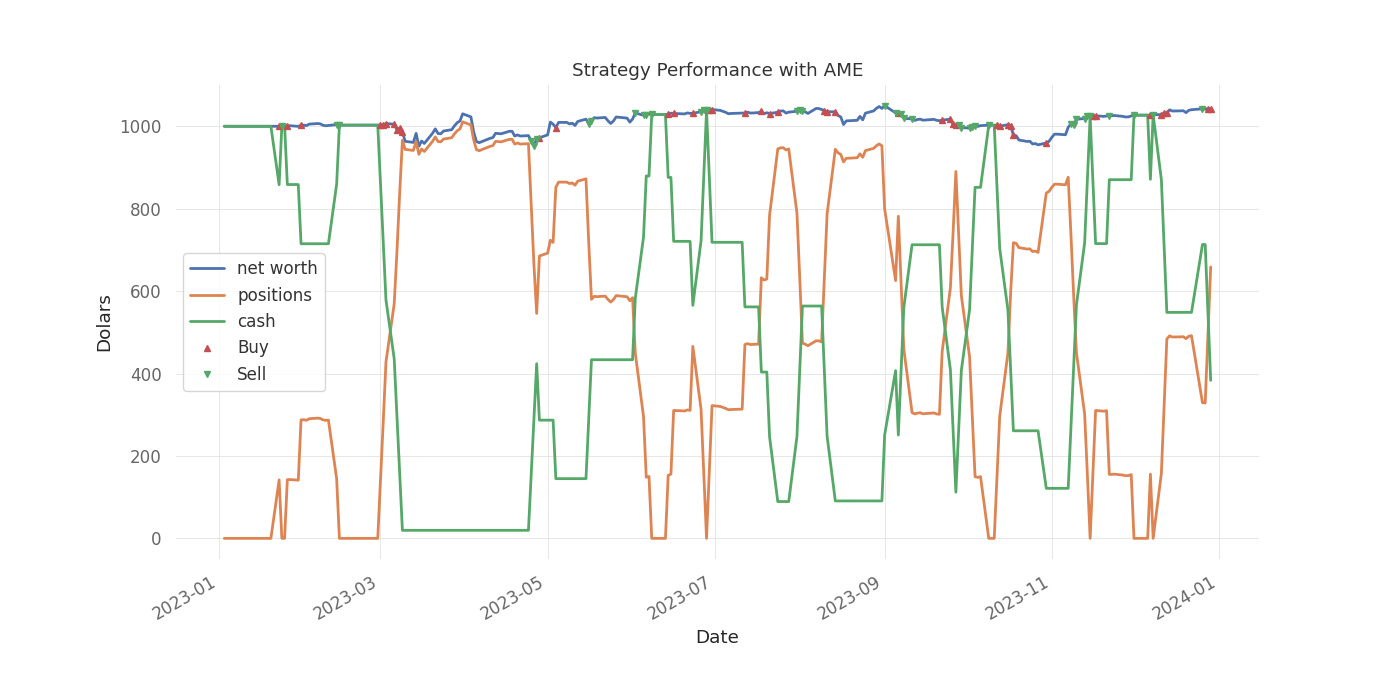 Strategy Performance with AME
1000
800
600
400
200
0
Dolars
net worth
positions
cash
Buy
Sell
2023-01
2023-03
2023-05
2023-07
2023-09
2023-11
2024-01
Date